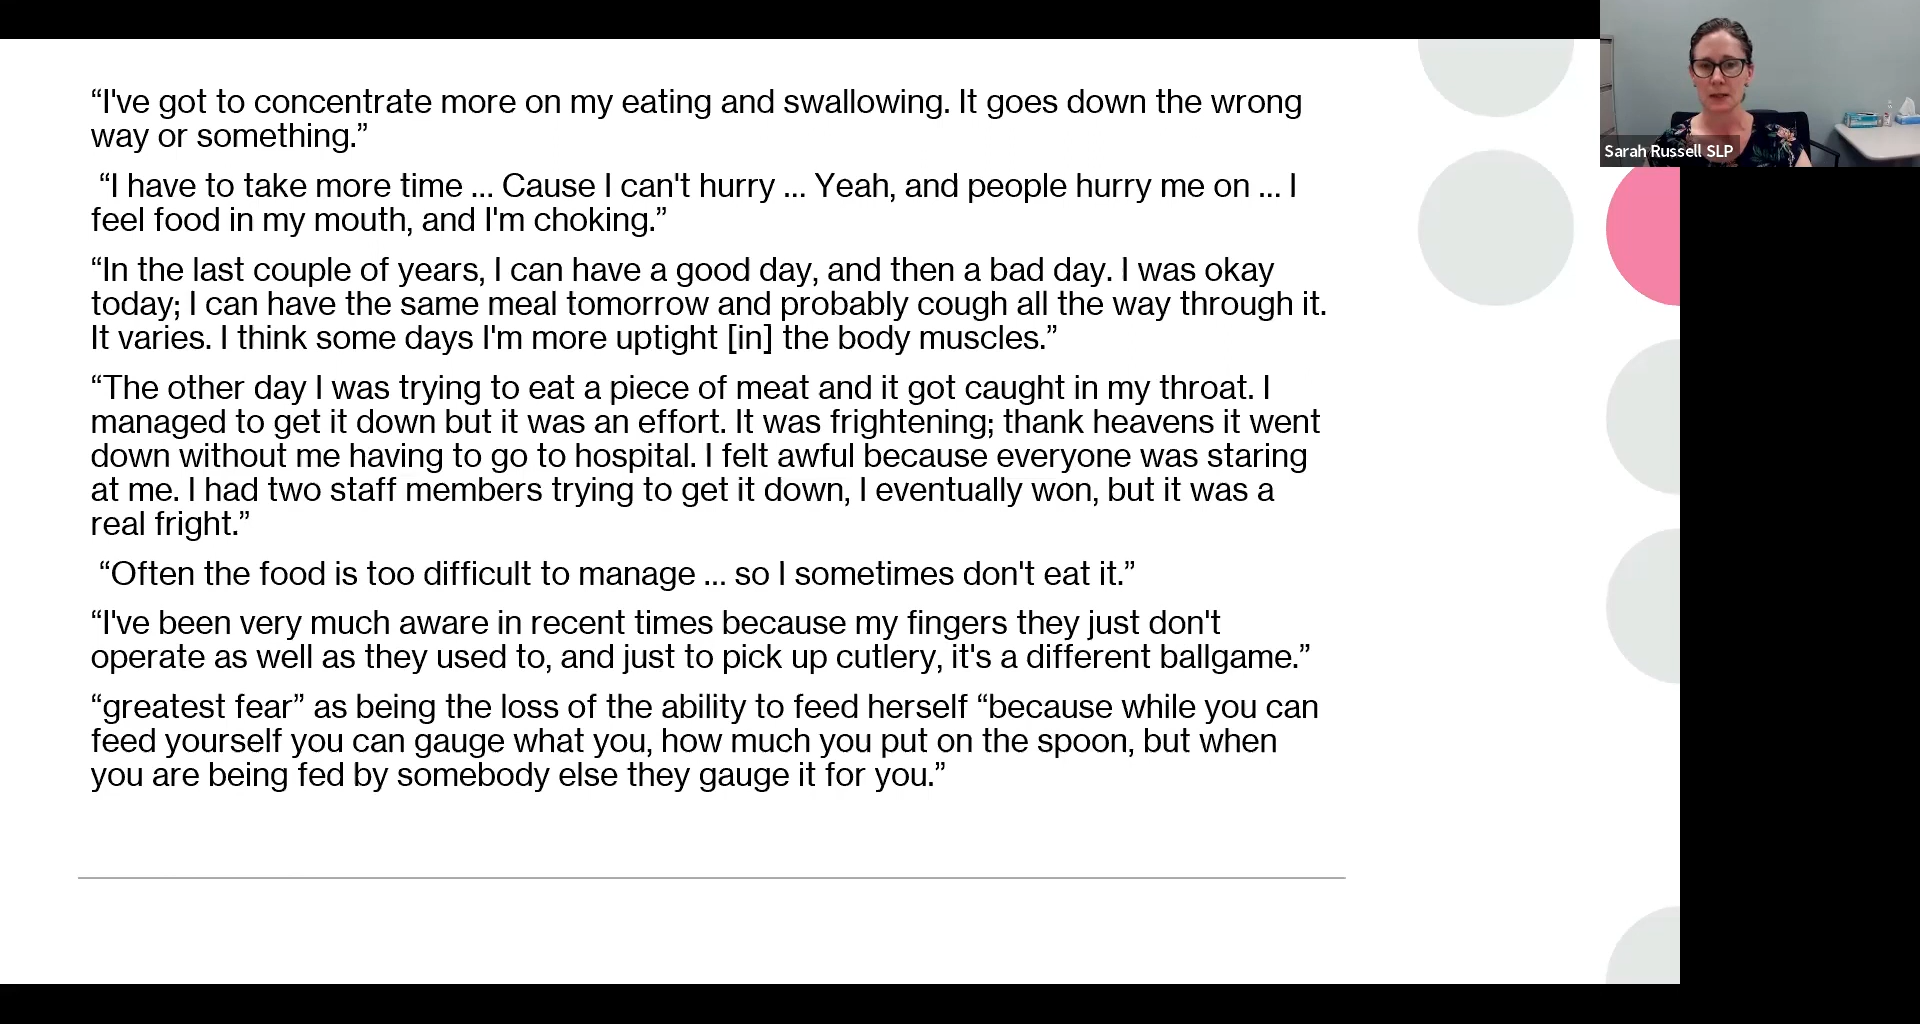 “I've got to concentrate more on my eating and swallowing. It goes down the wrong
way or something.”
“I have to take more time ... Cause I can't hurry ... Yeah, and people hurry me on ... I
feel food in my mouth, and I'm choking.”
“In the last couple of years, I can have a good day, and then a bad day. I was okay
today; I can have the same meal tomorrow and probably cough all the way through it.
It varies. I think some days I'm more uptight [in] the body muscles.”
“The other day I was trying to eat a piece of meat and it got caught in my throat. I
managed to get it down but it was an effort. It was frightening; thank heavens it went
down without me having to go to hospital. I felt awful because everyone was staring
at me. I had two staff members trying to get it down, I eventually won, but it was a
real fright.”
“Often the food is too difficult to manage ... so I sometimes don't eat it.”
“I've been very much aware in recent times because my fingers they just don't
operate as well as they used to, and just to pick up cutlery, it's a different ballgame.”
“greatest fear” as being the loss of the ability to feed herself “because while you can
feed yourself you can gauge what you, how much you put on the spoon, but when
you are being fed by somebody else they gauge it for you.”
Sarah Russell SLP